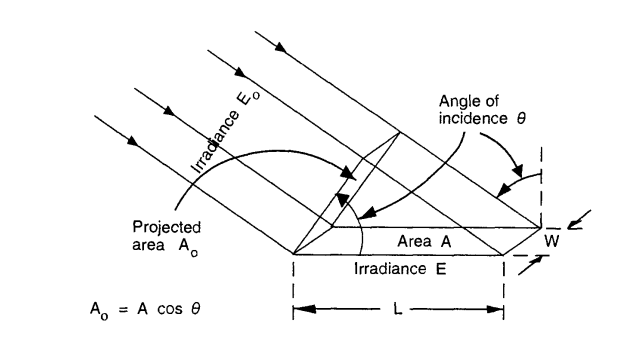 Irradiance E₀
Angle of
incidence θ
Projected
area A₀
Area A
W
Irradiance E
L
A₀ = A cos θ